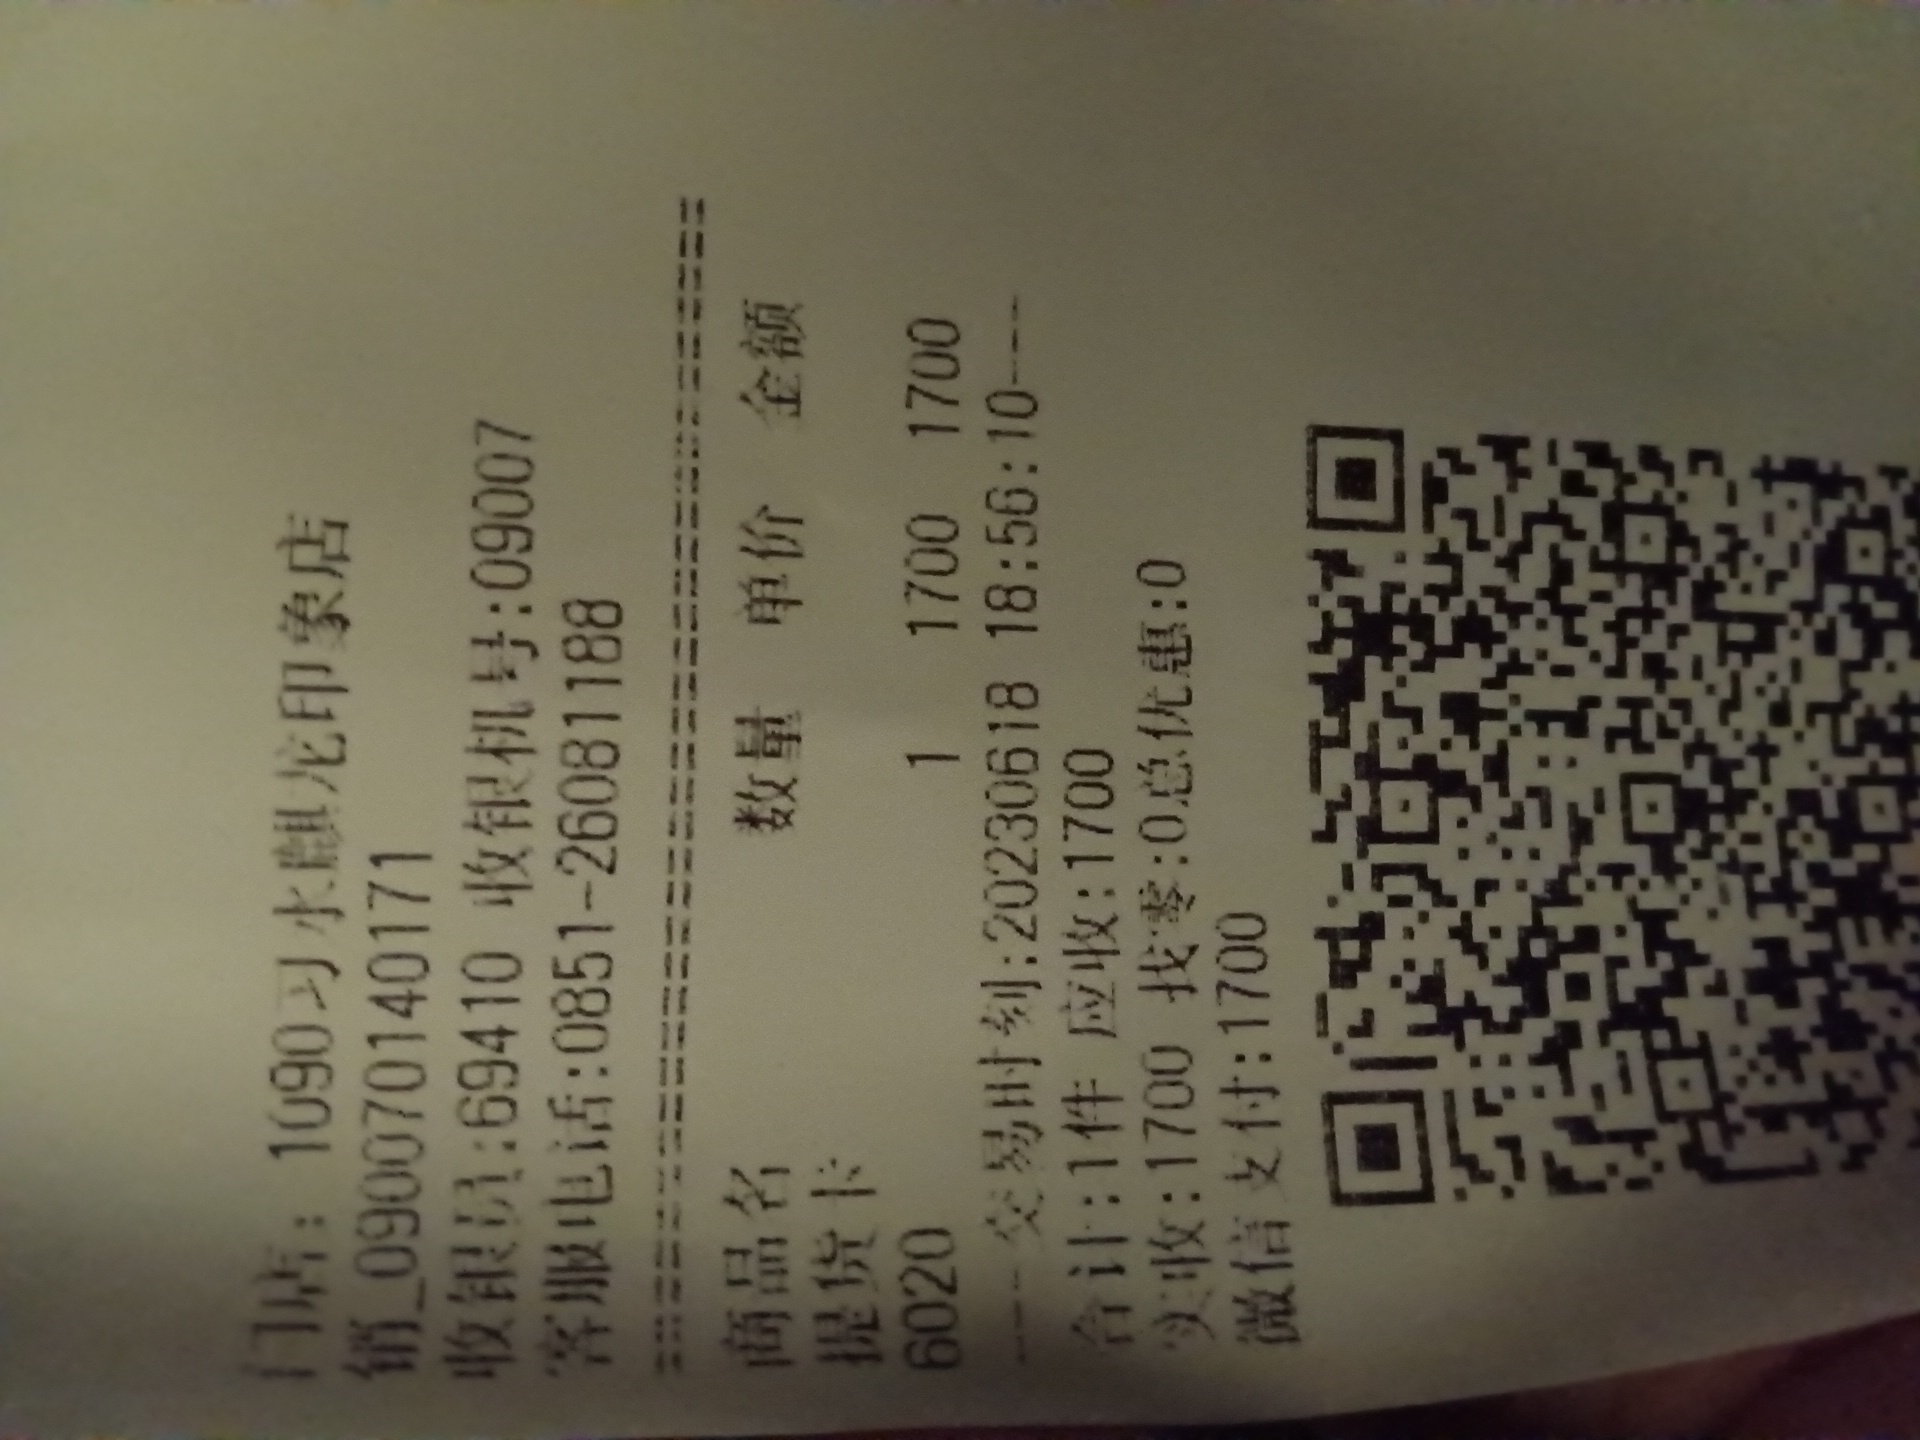 门店: 1090习水麒龙印象店
销_090070140171
收银员:69410 收银机号:09007
客服电话:0851-26081188
================================
商品名 数量 单价 金额
提货卡
6020 1 1700 1700
----交易时刻:20230618 18:56:10----
合计:1件 应收:1700
实收:1700 找零:0总优惠:0
微信支付:1700